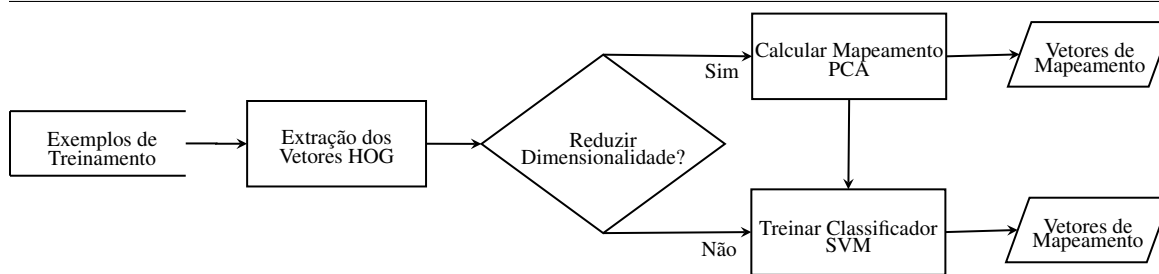 Exemplos de
Treinamento
Extração dos
Vetores HOG
Reduzir
Dimensionalidade?
Sim
Calcular Mapeamento
PCA
Vetores de
Mapeamento
Não
Treinar Classificador
SVM
Vetores de
Mapeamento